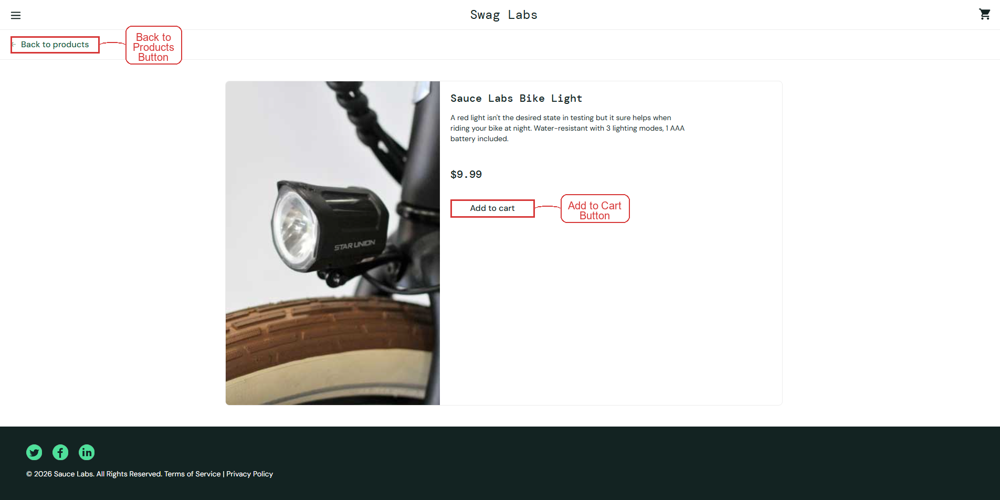 Swag Labs
← Back to products
Back to
Products
Button
Sauce Labs Bike Light
A red light isn't the desired state in testing but it sure helps when
riding your bike at night. Water-resistant with 3 lighting modes, 1 AAA
battery included.
$9.99
Add to cart
Add to Cart
Button
STAR UNION
© 2026 Sauce Labs. All Rights Reserved. Terms of Service | Privacy Policy